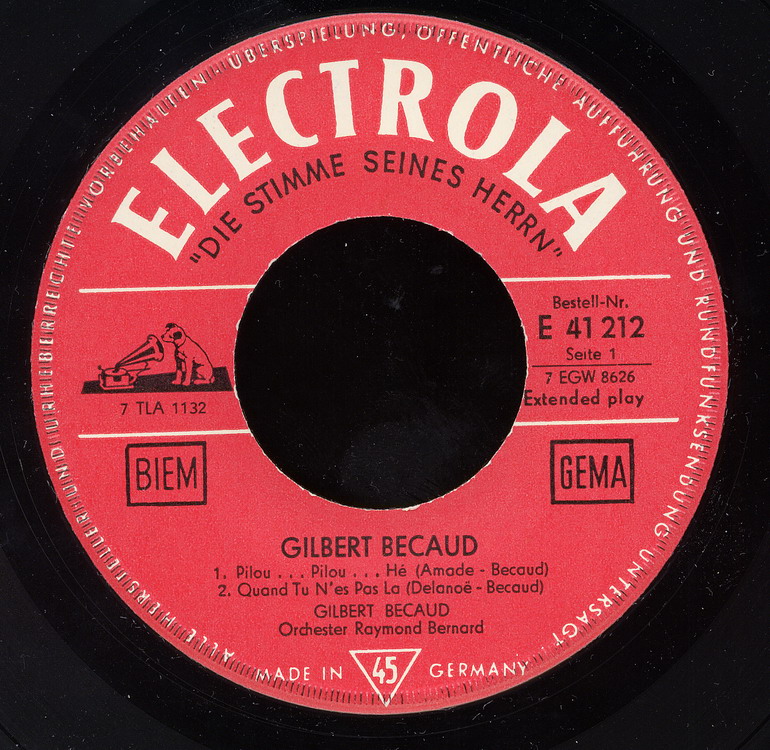 ALLE HERSTELLER- UND URHEBERRECHTE VORBEHALTEN · ÜBERSPIELUNG, ÖFFENTLICHE AUFFÜHRUNG UND RUNDFUNKSENDUNG UNTERSAGT ·
ELECTROLA
"DIE STIMME SEINES HERRN"
7 TLA 1132
Bestell-Nr.
E 41 212
Seite 1
7 EGW 8626
Extended play
BIEM
GEMA
GILBERT BECAUD
1. Pilou . . . Pilou . . . Hé (Amade - Becaud)
2. Quand Tu N'es Pas La (Delanoë - Becaud)
GILBERT BECAUD
Orchester Raymond Bernard
MADE IN 45 GERMANY